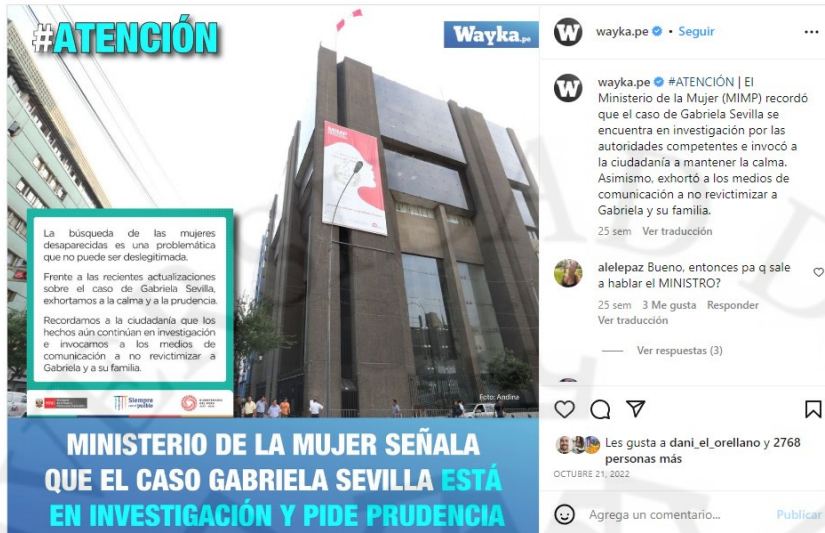 #ATENCIÓN
Wayka.pe
MIMP
La búsqueda de las mujeres
desaparecidas es una problemática
que no puede ser deslegitimada.
Frente a las recientes actualizaciones
sobre el caso de Gabriela Sevilla,
exhortamos a la calma y a la prudencia.
Recordamos a la ciudadanía que los
hechos aún continúan en investigación
e invocamos a los medios de
comunicación a no revictimizar a
Gabriela y a su familia.
Siempre
Foto: Andina
MINISTERIO DE LA MUJER SEÑALA
QUE EL CASO GABRIELA SEVILLA ESTÁ
EN INVESTIGACIÓN Y PIDE PRUDENCIA
wayka.pe • Seguir
wayka.pe #ATENCIÓN | El
Ministerio de la Mujer (MIMP) recordó
que el caso de Gabriela Sevilla se
encuentra en investigación por las
autoridades competentes e invocó a
la ciudadanía a mantener la calma.
Asimismo, exhortó a los medios de
comunicación a no revictimizar a
Gabriela y su familia.
25 sem Ver traducción
alelepaz Bueno, entonces pa q sale
a hablar el MINISTRO?
25 sem 3 Me gusta Responder
Ver traducción
Ver respuestas (3)
Les gusta a dani_el_orellano y 2768
personas más
OCTUBRE 21, 2022
Agrega un comentario...
Publicar